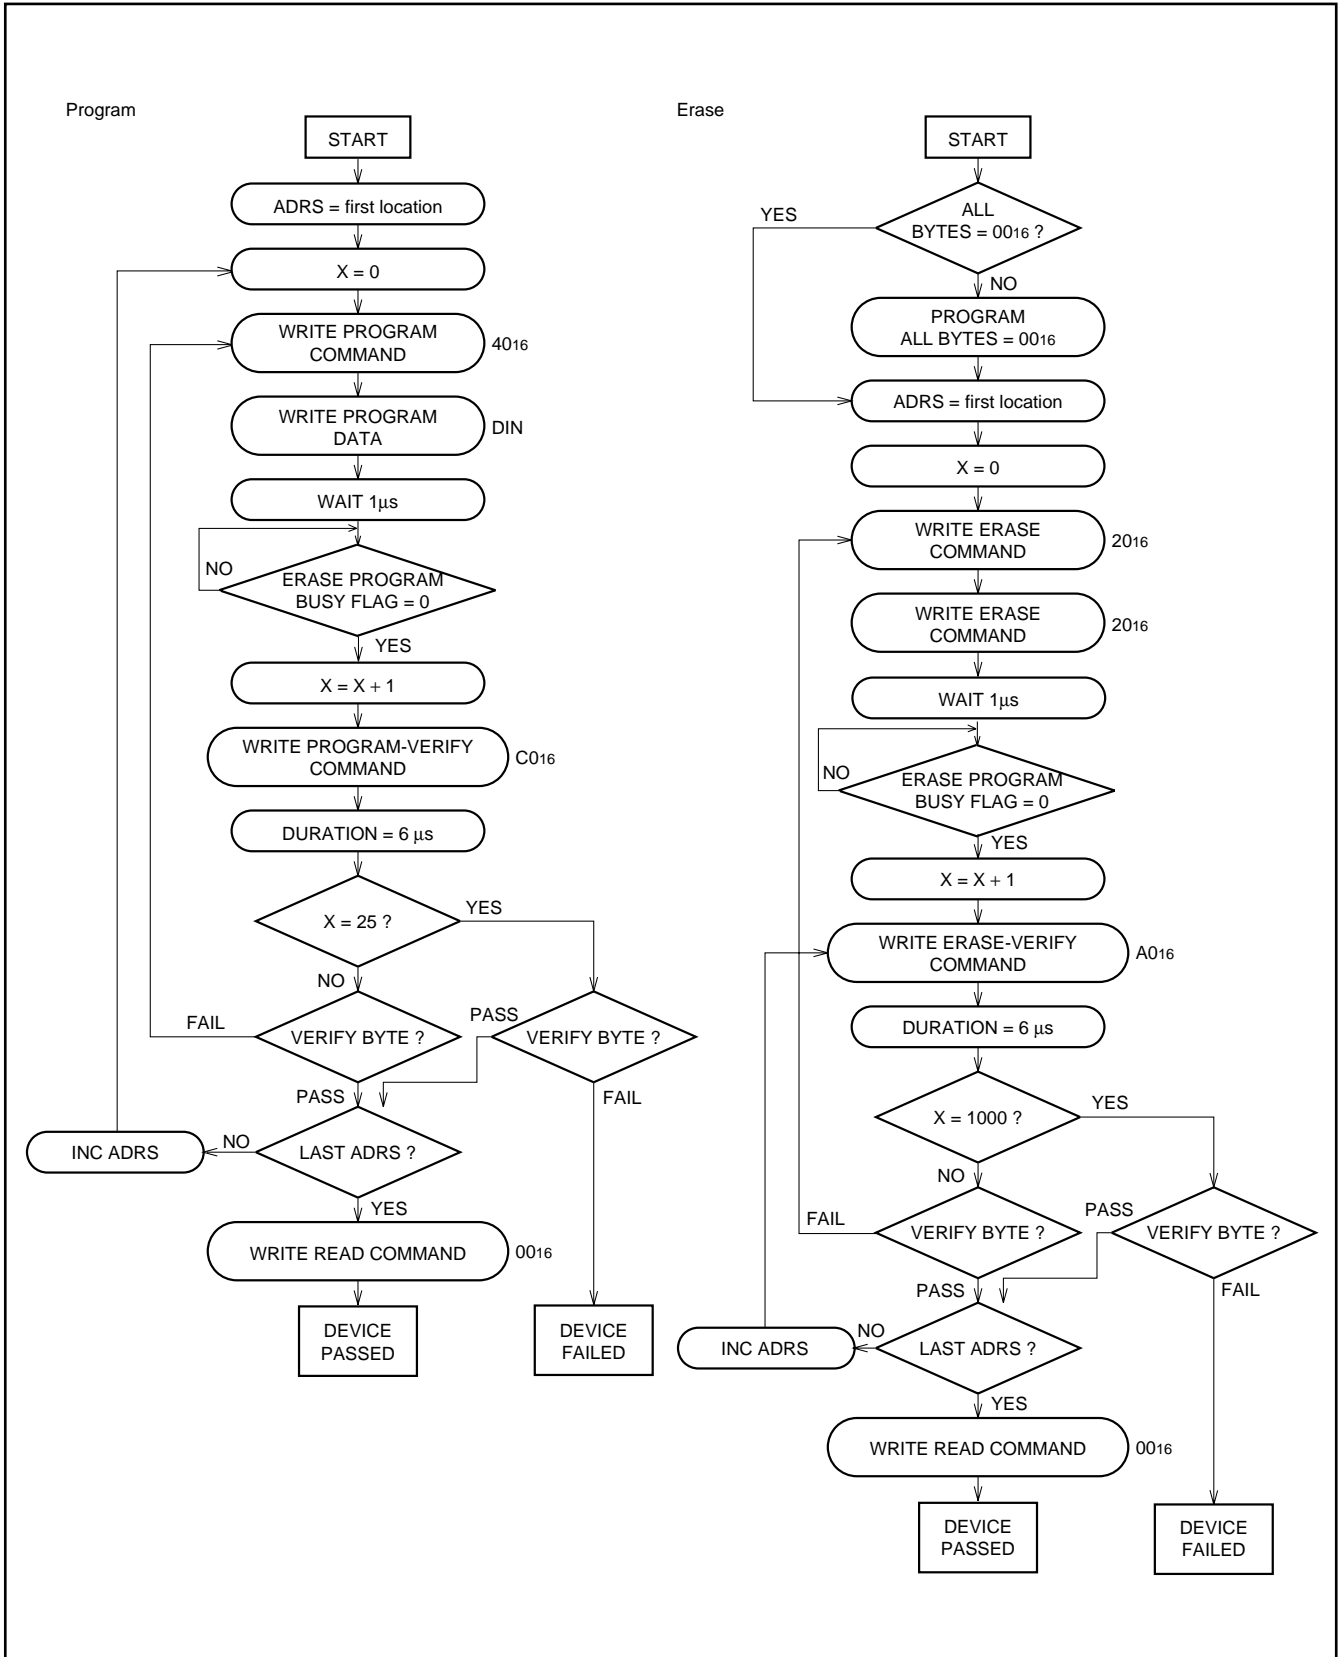 Program
START
ADRS = first location
X = 0
WRITE PROGRAM
COMMAND
4016
WRITE PROGRAM
DATA
DIN
WAIT 1µs
NO
ERASE PROGRAM
BUSY FLAG = 0
YES
X = X + 1
WRITE PROGRAM-VERIFY
COMMAND
C016
DURATION = 6 µs
X = 25 ?
YES
NO
FAIL
VERIFY BYTE ?
PASS
VERIFY BYTE ?
PASS
FAIL
INC ADRS
NO
LAST ADRS ?
YES
WRITE READ COMMAND
0016
DEVICE
PASSED
DEVICE
FAILED
Erase
START
YES
ALL
BYTES = 0016 ?
NO
PROGRAM
ALL BYTES = 0016
ADRS = first location
X = 0
WRITE ERASE
COMMAND
2016
WRITE ERASE
COMMAND
2016
WAIT 1µs
NO
ERASE PROGRAM
BUSY FLAG = 0
YES
X = X + 1
WRITE ERASE-VERIFY
COMMAND
A016
DURATION = 6 µs
X = 1000 ?
YES
NO
FAIL
VERIFY BYTE ?
PASS
VERIFY BYTE ?
PASS
FAIL
INC ADRS
NO
LAST ADRS ?
YES
WRITE READ COMMAND
0016
DEVICE
PASSED
DEVICE
FAILED